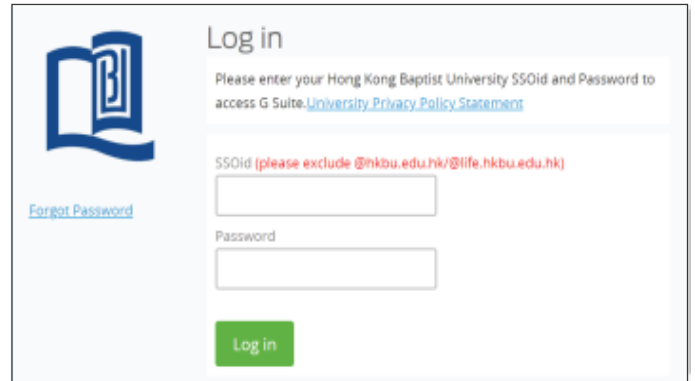 Log in
Please enter your Hong Kong Baptist University SSOid and Password to
access G Suite.University Privacy Policy Statement
SSOid (please exclude @hkbu.edu.hk/@life.hkbu.edu.hk)
Forgot Password
Password
Log in